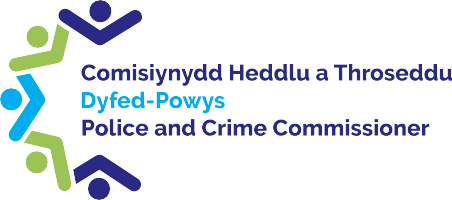 Comisiynydd Heddlu a Throseddu
Dyfed-Powys
Police and Crime Commissioner